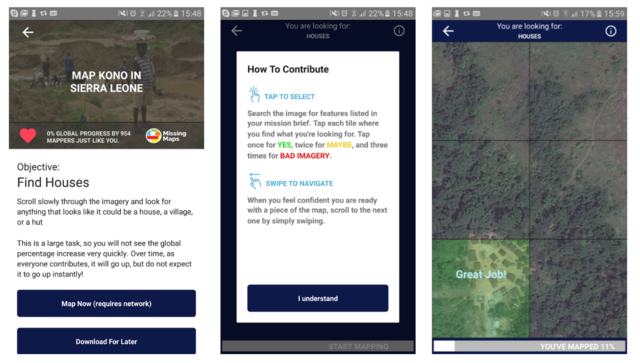 22% 15:48
MAP KONO IN
SIERRA LEONE
0% GLOBAL PROGRESS BY 954
MAPPERS JUST LIKE YOU.
Missing
Maps
Objective:
Find Houses
Scroll slowly through the imagery and look for
anything that looks like it could be a house, a village,
or a hut
This is a large task, so you will not see the global
percentage increase very quickly. Over time, as
everyone contributes, it will go up, but do not expect
it to go up instantly!
Map Now (requires network)
Download For Later
22% 15:48
You are looking for:
HOUSES
How To Contribute
TAP TO SELECT
Search the image for features listed in
your mission brief. Tap each tile where
you find what you're looking for. Tap
once for YES, twice for MAYBE, and three
times for BAD IMAGERY.
SWIPE TO NAVIGATE
When you feel confident you are ready
with a piece of the map, scroll to the next
one by simply swiping.
I understand
START MAPPING
17% 15:59
You are looking for:
HOUSES
Great Job!
YOU'VE MAPPED 11%